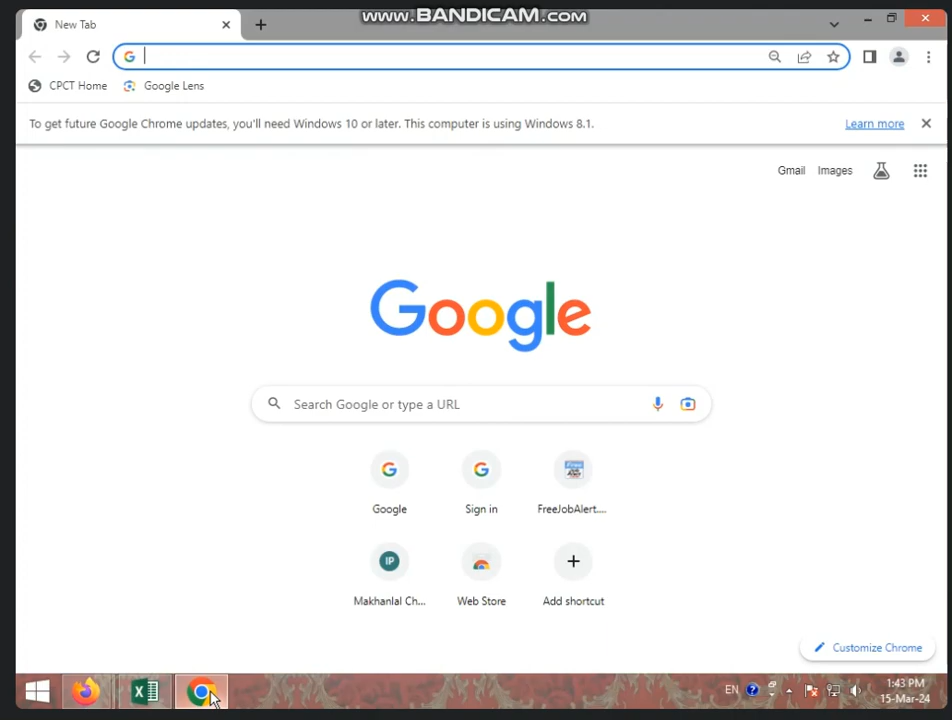 www.BANDICAM.com
New Tab
CPCT Home
Google Lens
To get future Google Chrome updates, you'll need Windows 10 or later. This computer is using Windows 8.1.
Learn more
Gmail
Images
Google
Search Google or type a URL
Google
Sign in
FreeJobAlert....
IP
Makhanlal Ch...
Web Store
Add shortcut
Customize Chrome
EN
1:43 PM
15-Mar-24